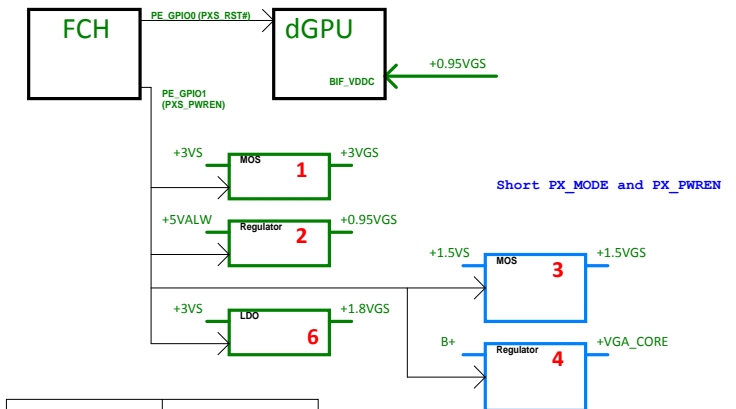 FCH
PE_GPIO0 (PXS_RST#)
dGPU
+0.95VGS
BIF_VDDC
PE_GPIO1
(PXS_PWREN)
+3VS
MOS
1
+3VGS
Short PX_MODE and PX_PWREN
+5VALW
Regulator
2
+0.95VGS
+1.5VS
MOS
3
+1.5VGS
+3VS
LDO
6
+1.8VGS
B+
Regulator
4
+VGA_CORE